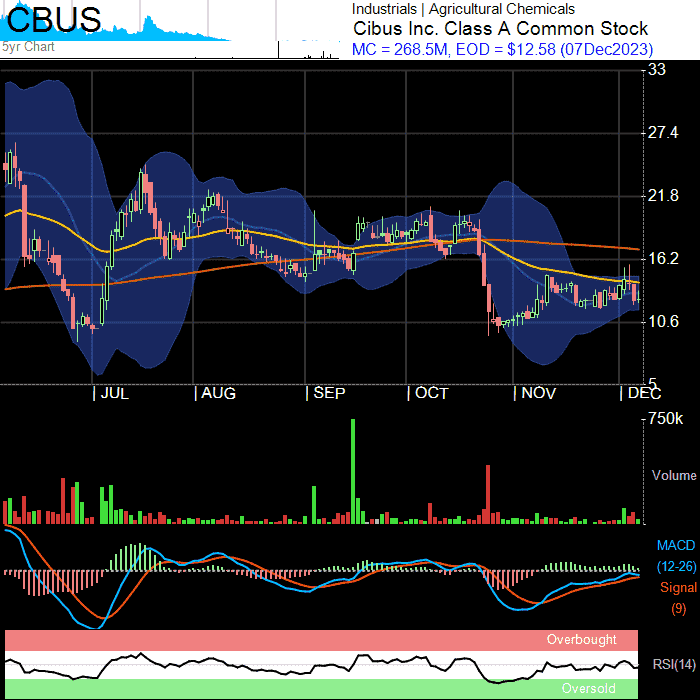 CBUS
5yr Chart
Industrials | Agricultural Chemicals
Cibus Inc. Class A Common Stock
MC = 268.5M, EOD = $12.58 (07Dec2023)
33
27.4
21.8
16.2
10.6
5
JUL
AUG
SEP
OCT
NOV
DEC
750k
Volume
MACD
(12-26)
Signal
(9)
Overbought
RSI(14)
Oversold